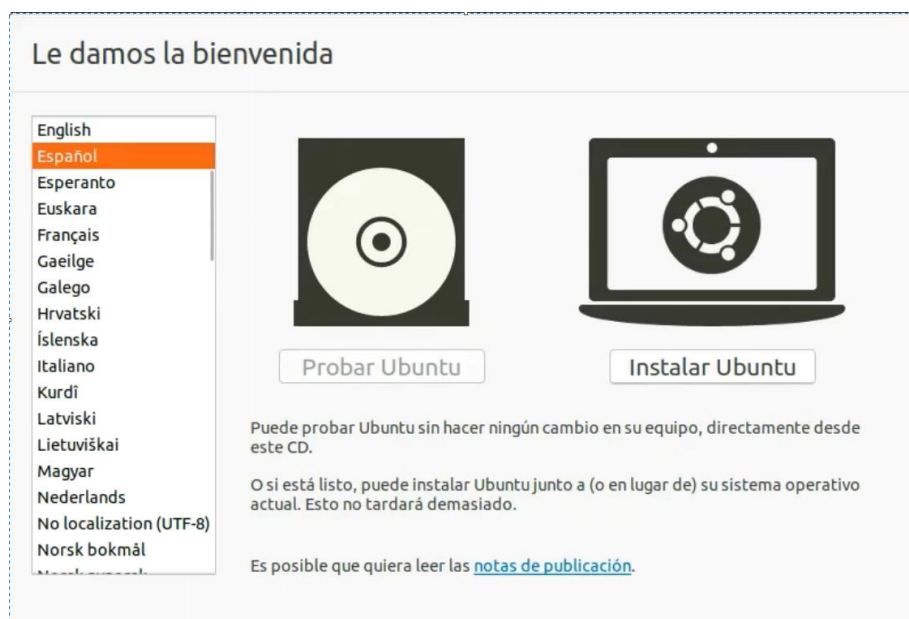 Le damos la bienvenida
English
Español
Esperanto
Euskara
Français
Gaeilge
Galego
Hrvatski
Íslenska
Italiano
Kurdî
Latviski
Lietuviškai
Magyar
Nederlands
No localization (UTF-8)
Norsk bokmål
Probar Ubuntu
Instalar Ubuntu
Puede probar Ubuntu sin hacer ningún cambio en su equipo, directamente desde
este CD.
O si está listo, puede instalar Ubuntu junto a (o en lugar de) su sistema operativo
actual. Esto no tardará demasiado.
Es posible que quiera leer las notas de publicación.